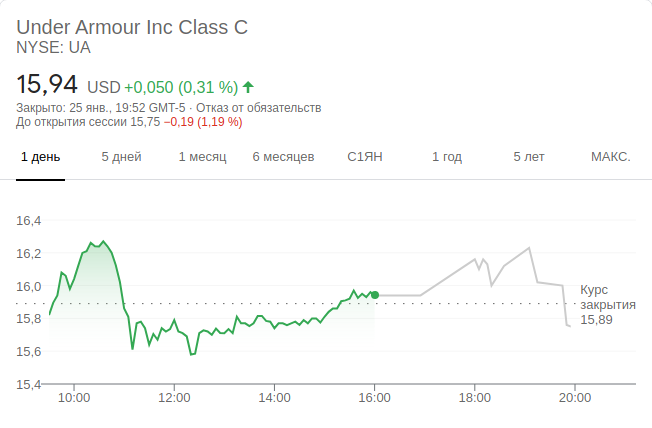 Under Armour Inc Class C
NYSE: UA
15,94 USD +0,050 (0,31 %)
Закрыто: 25 янв., 19:52 GMT-5 · Отказ от обязательств
До открытия сессии 15,75 −0,19 (1,19 %)
1 день 5 дней 1 месяц 6 месяцев С1ЯН 1 год 5 лет МАКС.
16,4
16,2
16,0
15,8
15,6
15,4
Курс
закрытия
15,89
10:00 12:00 14:00 16:00 18:00 20:00